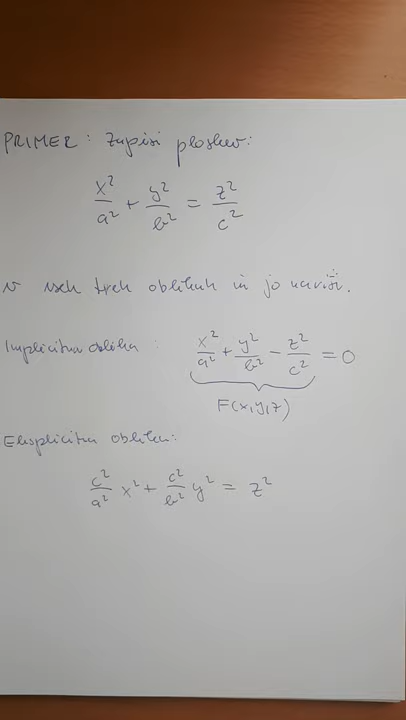 PRIMER: Zapiši ploskev:
x²/a² + y²/b² = z²/c²
v vseh treh oblikah in jo nariši.
Implicitna oblika:
x²/a² + y²/b² - z²/c² = 0
F(x,y,z)
Eksplicitna oblika:
c²/a² x² + c²/b² y² = z²